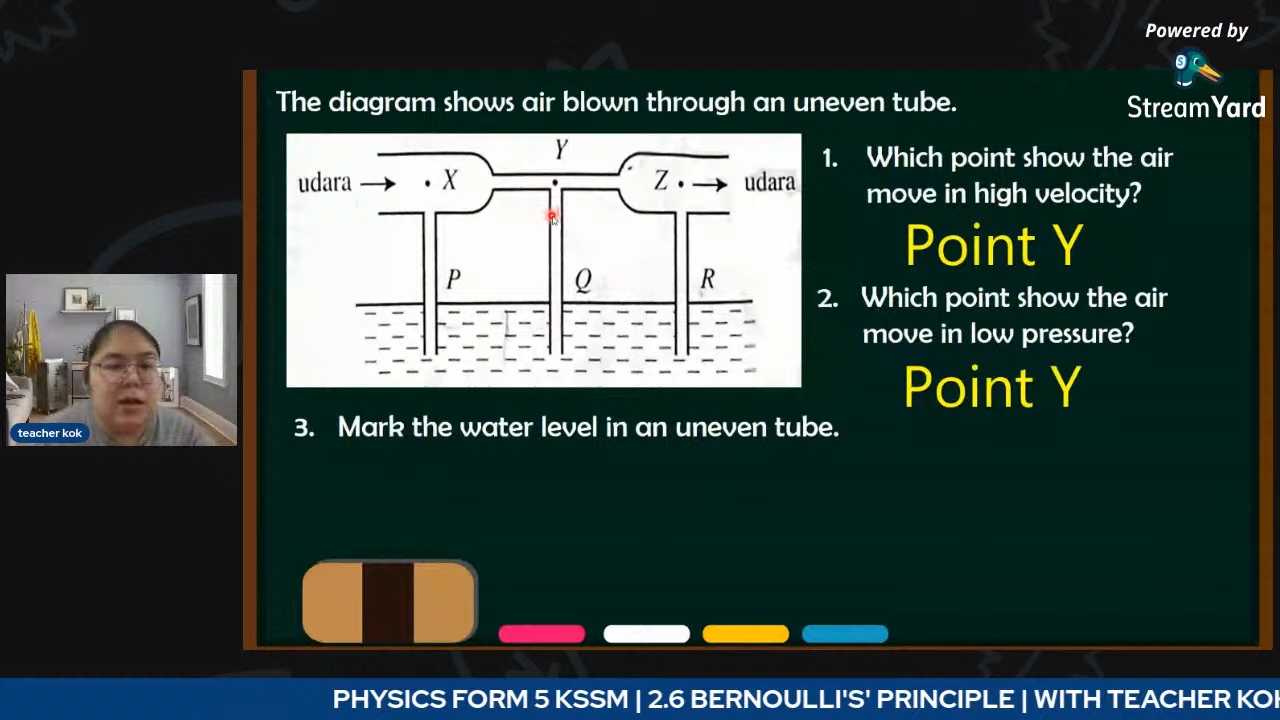 Powered by
StreamYard
The diagram shows air blown through an uneven tube.
udara
X
Y
Z
udara
P
Q
R
1. Which point show the air
move in high velocity?
Point Y
2. Which point show the air
move in low pressure?
Point Y
3. Mark the water level in an uneven tube.
teacher kok
PHYSICS FORM 5 KSSM | 2.6 BERNOULLI'S' PRINCIPLE | WITH TEACHER KOK